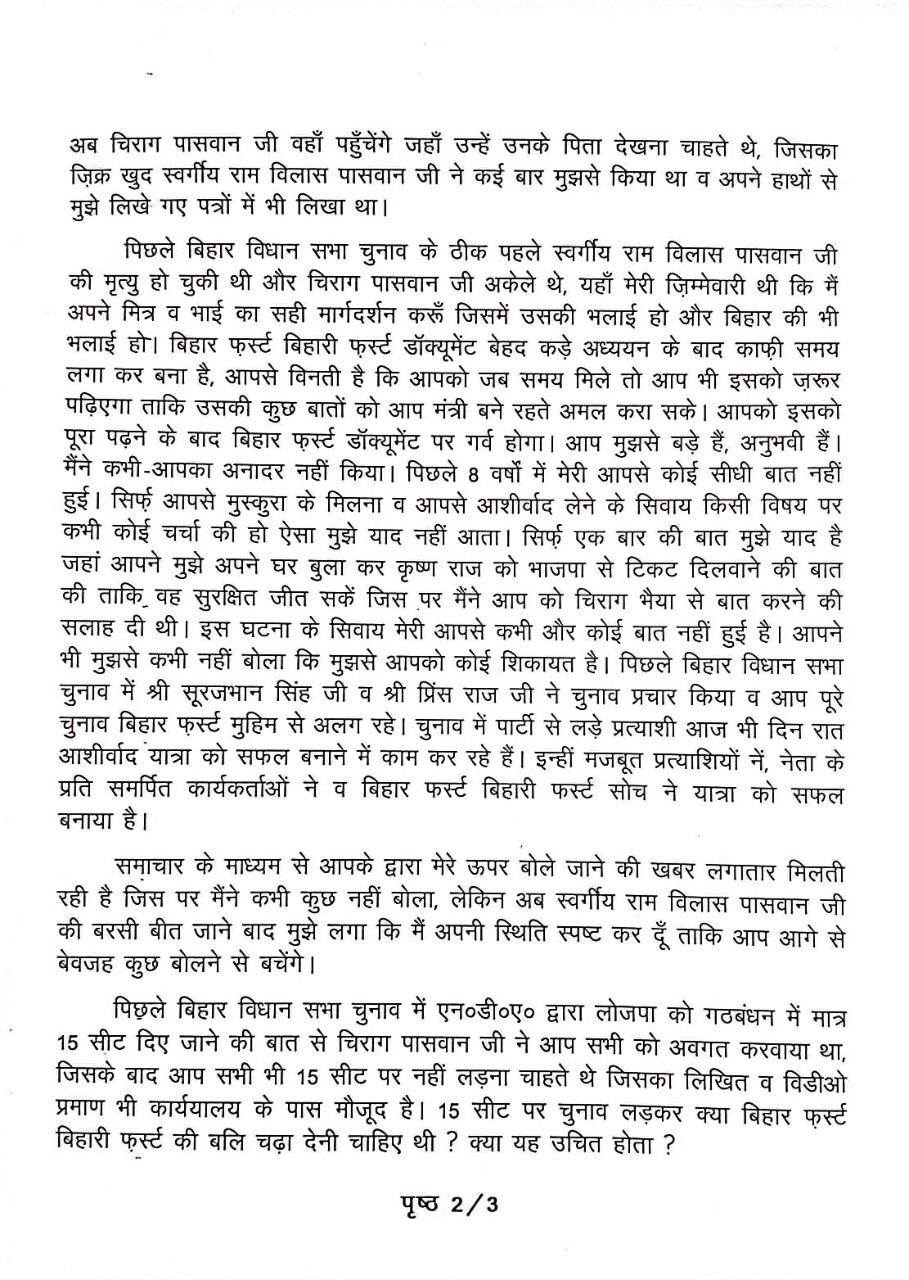 अब चिराग पासवान जी वहाँ पहुँचेंगे जहाँ उन्हें उनके पिता देखना चाहते थे, जिसका
ज़िक्र खुद स्वर्गीय राम विलास पासवान जी ने कई बार मुझसे किया था व अपने हाथों से
मुझे लिखे गए पत्रों में भी लिखा था।
पिछले बिहार विधान सभा चुनाव के ठीक पहले स्वर्गीय राम विलास पासवान जी
की मृत्यु हो चुकी थी और चिराग पासवान जी अकेले थे, यहाँ मेरी ज़िम्मेवारी थी कि मैं
अपने मित्र व भाई का सही मार्गदर्शन करूँ जिसमें उसकी भलाई हो और बिहार की भी
भलाई हो। बिहार फ़र्स्ट बिहारी फ़र्स्ट डॉक्यूमेंट बेहद कड़े अध्ययन के बाद काफ़ी समय
लगा कर बना है, आपसे विनती है कि आपको जब समय मिले तो आप भी इसको ज़रूर
पढ़िएगा ताकि उसकी कुछ बातों को आप मंत्री बने रहते अमल करा सके। आपको इसको
पूरा पढ़ने के बाद बिहार फ़र्स्ट डॉक्यूमेंट पर गर्व होगा। आप मुझसे बड़े हैं, अनुभवी हैं।
मैंने कभी-आपका अनादर नहीं किया। पिछले 8 वर्षो में मेरी आपसे कोई सीधी बात नहीं
हुई। सिर्फ़ आपसे मुस्कुरा के मिलना व आपसे आशीर्वाद लेने के सिवाय किसी विषय पर
कभी कोई चर्चा की हो ऐसा मुझे याद नहीं आता। सिर्फ़ एक बार की बात मुझे याद है
जहां आपने मुझे अपने घर बुला कर कृष्ण राज को भाजपा से टिकट दिलवाने की बात
की ताकि वह सुरक्षित जीत सकें जिस पर मैंने आप को चिराग भैया से बात करने की
सलाह दी थी। इस घटना के सिवाय मेरी आपसे कभी और कोई बात नहीं हुई है। आपने
भी मुझसे कभी नहीं बोला कि मुझसे आपको कोई शिकायत है। पिछले बिहार विधान सभा
चुनाव में श्री सूरजभान सिंह जी व श्री प्रिंस राज जी ने चुनाव प्रचार किया व आप पूरे
चुनाव बिहार फ़र्स्ट मुहिम से अलग रहे। चुनाव में पार्टी से लड़े प्रत्याशी आज भी दिन रात
आशीर्वाद यात्रा को सफल बनाने में काम कर रहे हैं। इन्हीं मजबूत प्रत्याशियों नें, नेता के
प्रति समर्पित कार्यकर्ताओं ने व बिहार फर्स्ट बिहारी फर्स्ट सोच ने यात्रा को सफल
बनाया है।
समाचार के माध्यम से आपके द्वारा मेरे ऊपर बोले जाने की खबर लगातार मिलती
रही है जिस पर मैंने कभी कुछ नहीं बोला, लेकिन अब स्वर्गीय राम विलास पासवान जी
की बरसी बीत जाने बाद मुझे लगा कि मैं अपनी स्थिति स्पष्ट कर दूँ ताकि आप आगे से
बेवजह कुछ बोलने से बचेंगे।
पिछले बिहार विधान सभा चुनाव में एन०डी०ए० द्वारा लोजपा को गठबंधन में मात्र
15 सीट दिए जाने की बात से चिराग पासवान जी ने आप सभी को अवगत करवाया था,
जिसके बाद आप सभी भी 15 सीट पर नहीं लड़ना चाहते थे जिसका लिखित व विडीओ
प्रमाण भी कार्ययालय के पास मौजूद है। 15 सीट पर चुनाव लड़कर क्या बिहार फ़र्स्ट
बिहारी फ़र्स्ट की बलि चढ़ा देनी चाहिए थी ? क्या यह उचित होता ?
पृष्ठ 2/3